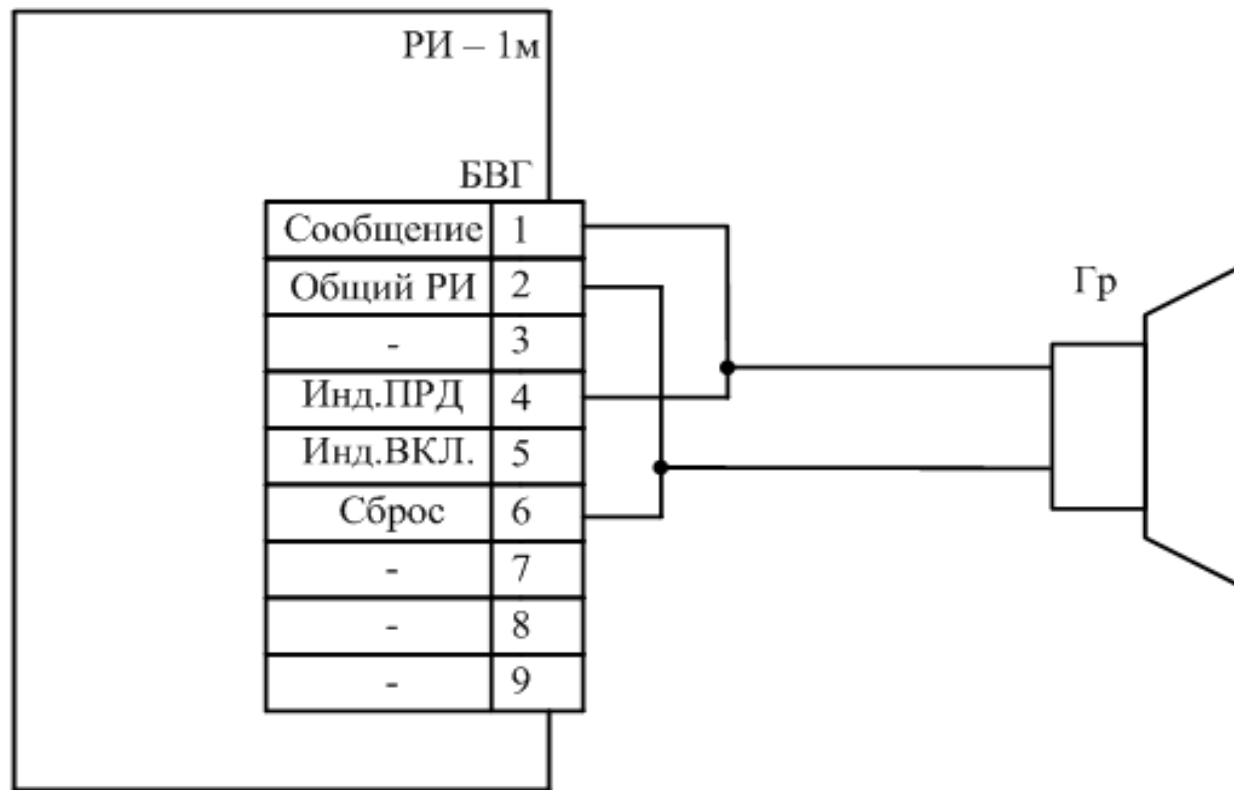 РИ – 1м
БВГ
Сообщение 1
Общий РИ 2
Гр
- 3
Инд.ПРД 4
Инд.ВКЛ. 5
Сброс 6
- 7
- 8
- 9